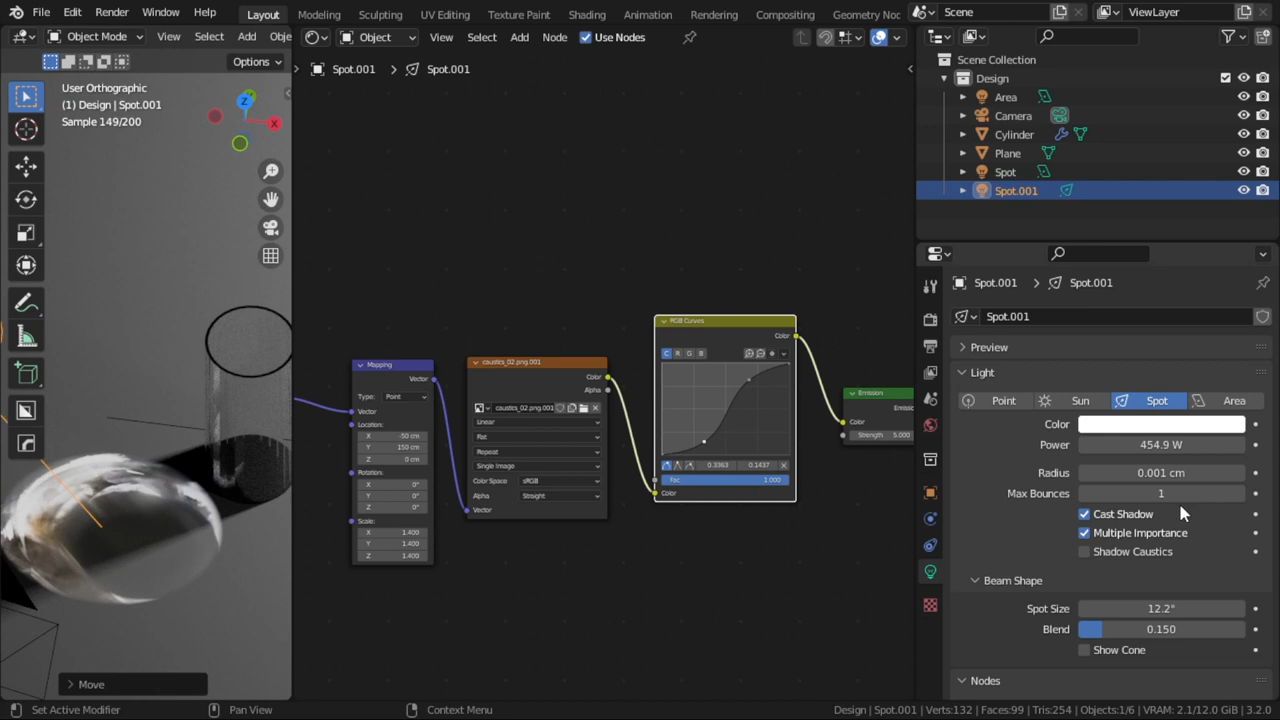 File Edit Render Window Help Layout Modeling Sculpting UV Editing Texture Paint Shading Animation Rendering Compositing Geometry Noc Scene ViewLayer
Object Mode View Select Add Obje Object View Select Add Node Node Use Nodes
Options
Spot.001 > Spot.001
User Orthographic
(1) Design | Spot.001
Sample 149/200
Z
X
Scene Collection
Design
Area
Camera
Cylinder
Plane
Spot
Spot.001
Mapping
Vector
Type: Point
Vector
Location:
X -50 cm
Y 150 cm
Z 0 cm
Rotation:
X 0°
Y 0°
Z 0°
Scale:
X 1.400
Y 1.400
Z 1.400
caustics_02.png.001
Color
Alpha
caustics_02.png.001
Linear
Flat
Repeat
Single Image
Color Space sRGB
Alpha Straight
Vector
RGB Curves
Color
C R G B
0.3363 0.1437
Fac 1.000
Color
Emission
Emissio
Color
Strength 5.000
Spot.001 > Spot.001
Spot.001
Preview
Light
Point Sun Spot Area
Color
Power 454.9 W
Radius 0.001 cm
Max Bounces 1
Cast Shadow
Multiple Importance
Shadow Caustics
Beam Shape
Spot Size 12.2°
Blend 0.150
Show Cone
Nodes
> Move
Set Active Modifier Pan View Context Menu Design | Spot.001 | Verts:132 | Faces:99 | Tris:254 | Objects:1/6 | VRAM: 2.1/12.0 GiB | 3.2.0